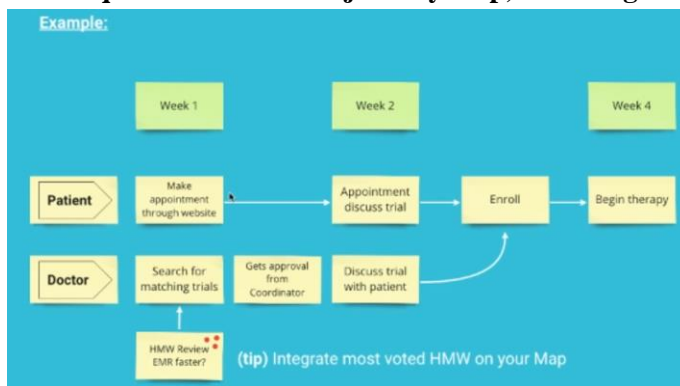 Example:
Week 1
Week 2
Week 4
Patient
Make
appointment
through website
Appointment
discuss trial
Enroll
Begin therapy
Doctor
Search for
matching trials
Gets approval
from
Coordinator
Discuss trial
with patient
HMW Review
EMR faster?
(tip) Integrate most voted HMW on your Map